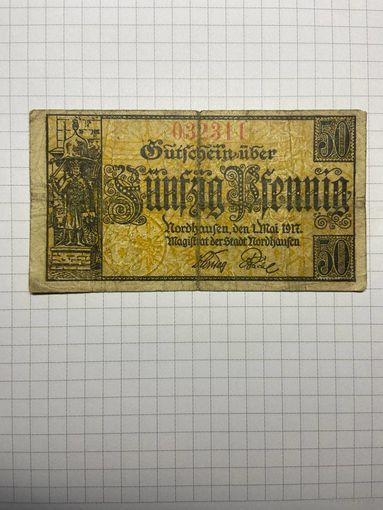 032311
50
Gutschein über
Fünfzig Pfennig
Nordhausen, den 1. Mai 1917.
Magistrat der Stadt Nordhausen
50